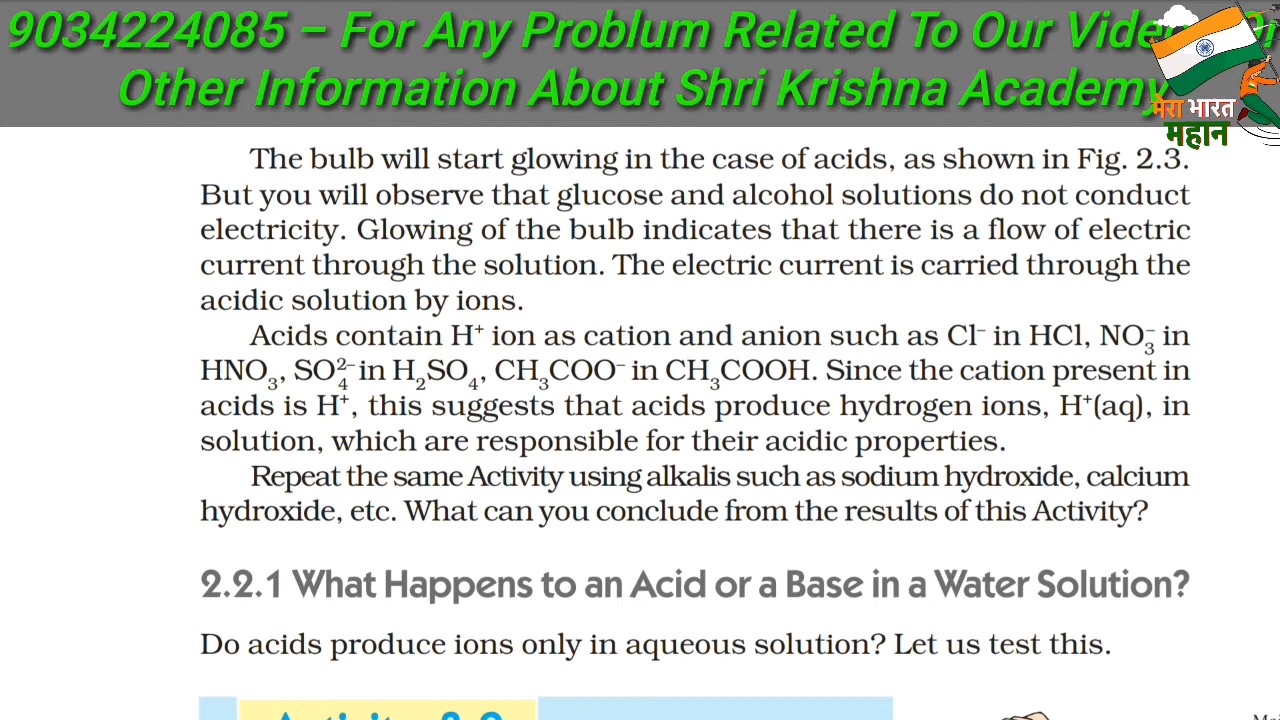 9034224085 – For Any Problum Related To Our Video
Other Information About Shri Krishna Academy
मेरा भारत
महान
The bulb will start glowing in the case of acids, as shown in Fig. 2.3.
But you will observe that glucose and alcohol solutions do not conduct
electricity. Glowing of the bulb indicates that there is a flow of electric
current through the solution. The electric current is carried through the
acidic solution by ions.
Acids contain H⁺ ion as cation and anion such as Cl⁻ in HCl, NO₃⁻ in
HNO₃, SO₄²⁻ in H₂SO₄, CH₃COO⁻ in CH₃COOH. Since the cation present in
acids is H⁺, this suggests that acids produce hydrogen ions, H⁺(aq), in
solution, which are responsible for their acidic properties.
Repeat the same Activity using alkalis such as sodium hydroxide, calcium
hydroxide, etc. What can you conclude from the results of this Activity?
2.2.1 What Happens to an Acid or a Base in a Water Solution?
Do acids produce ions only in aqueous solution? Let us test this.